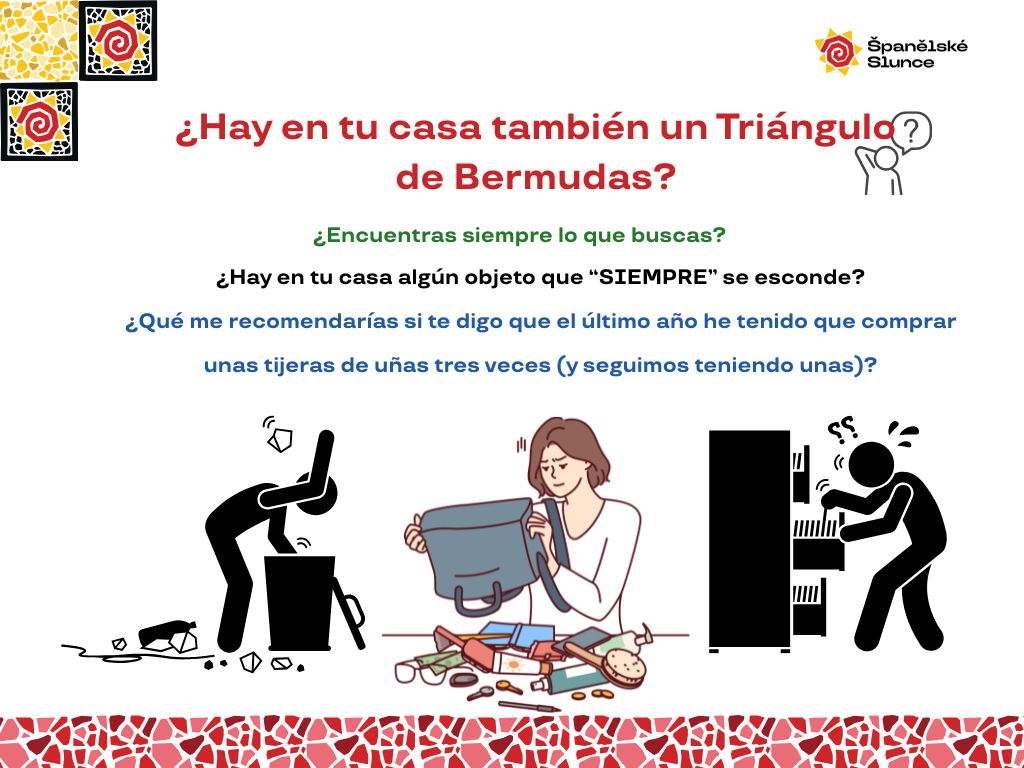 Španělské
Slunce
¿Hay en tu casa también un Triángulo
de Bermudas?
?
¿Encuentras siempre lo que buscas?
¿Hay en tu casa algún objeto que “SIEMPRE” se esconde?
¿Qué me recomendarías si te digo que el último año he tenido que comprar
unas tijeras de uñas tres veces (y seguimos teniendo unas)?
??